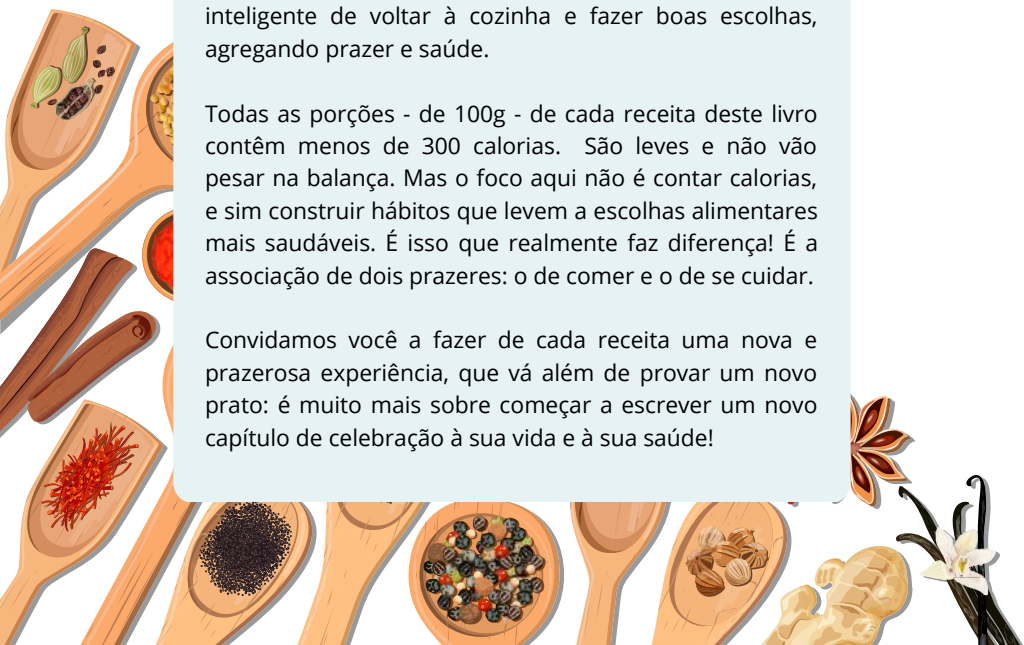 inteligente de voltar à cozinha e fazer boas escolhas,
agregando prazer e saúde.
Todas as porções - de 100g - de cada receita deste livro
contêm menos de 300 calorias.  São leves e não vão
pesar na balança. Mas o foco aqui não é contar calorias,
e sim construir hábitos que levem a escolhas alimentares
mais saudáveis. É isso que realmente faz diferença! É a
associação de dois prazeres: o de comer e o de se cuidar.
Convidamos você a fazer de cada receita uma nova e
prazerosa experiência, que vá além de provar um novo
prato: é muito mais sobre começar a escrever um novo
capítulo de celebração à sua vida e à sua saúde!